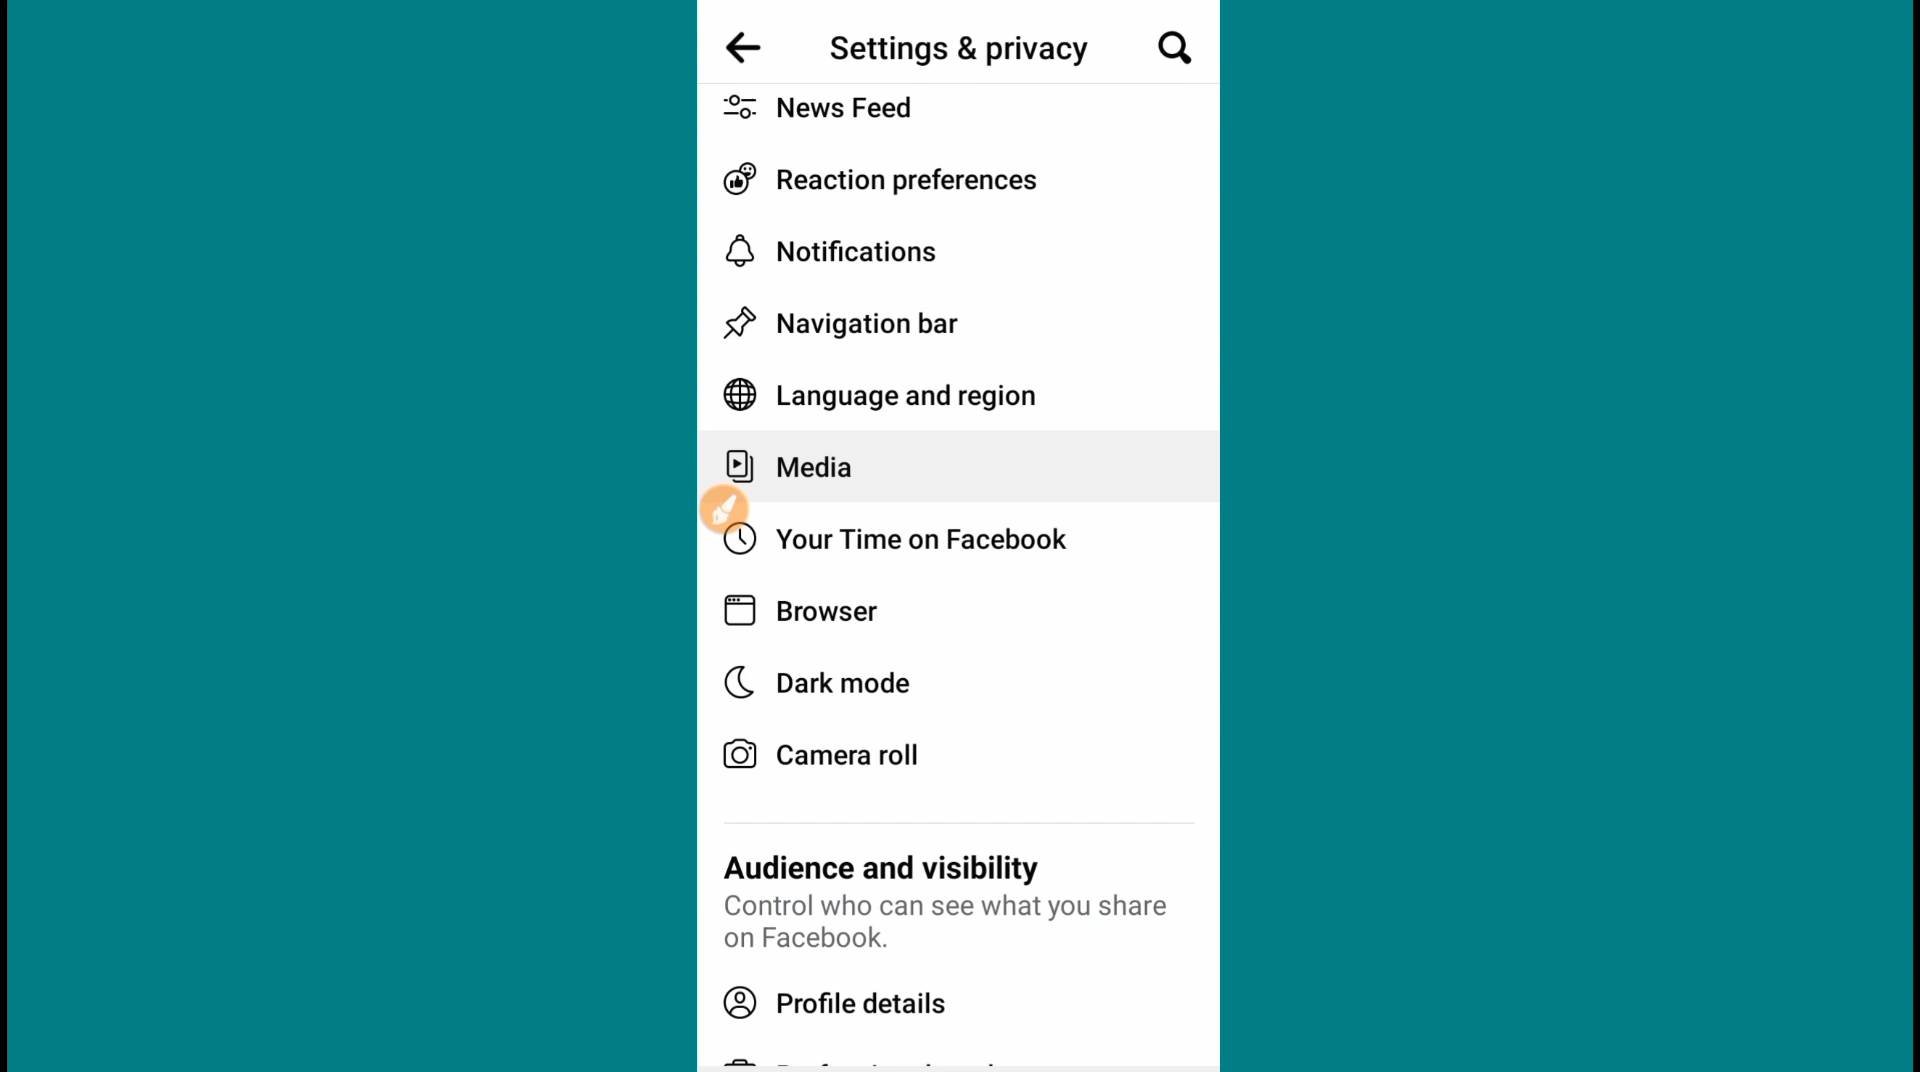 Settings & privacy
News Feed
Reaction preferences
Notifications
Navigation bar
Language and region
Media
Your Time on Facebook
Browser
Dark mode
Camera roll
Audience and visibility
Control who can see what you share
on Facebook.
Profile details